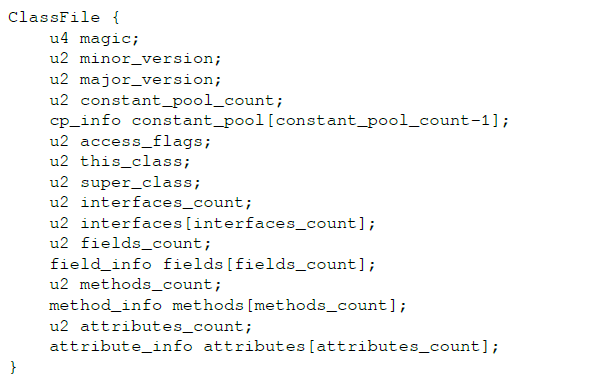 ClassFile {
    u4 magic;
    u2 minor_version;
    u2 major_version;
    u2 constant_pool_count;
    cp_info constant_pool[constant_pool_count-1];
    u2 access_flags;
    u2 this_class;
    u2 super_class;
    u2 interfaces_count;
    u2 interfaces[interfaces_count];
    u2 fields_count;
    field_info fields[fields_count];
    u2 methods_count;
    method_info methods[methods_count];
    u2 attributes_count;
    attribute_info attributes[attributes_count];
}